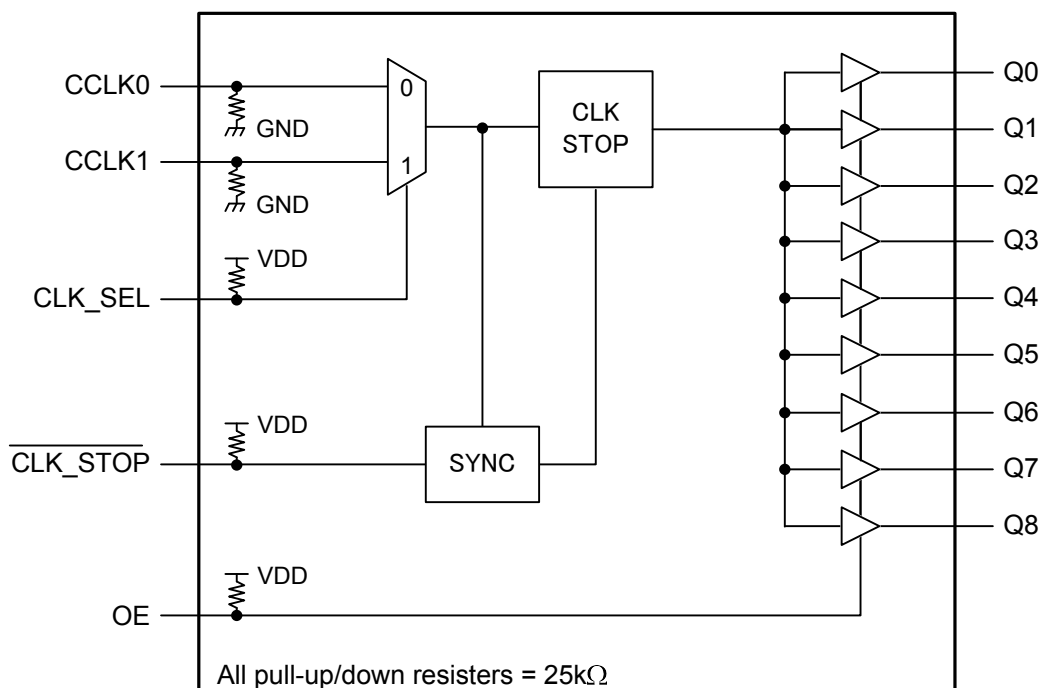 CCLK0
0
CLK
STOP
Q0
GND
Q1
CCLK1
1
Q2
GND
Q3
VDD
CLK_SEL
Q4
Q5
Q6
VDD
CLK_STOP
SYNC
Q7
Q8
VDD
OE
All pull-up/down resisters = 25kΩ